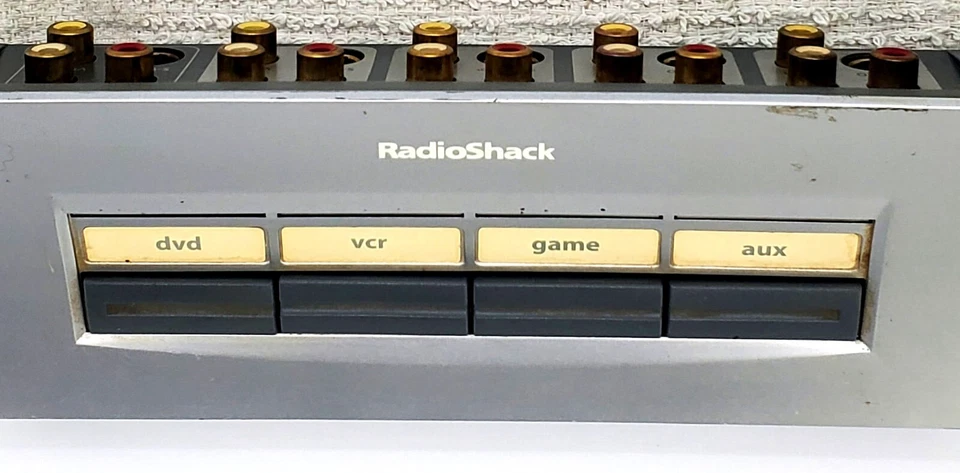 RadioShack
dvd vcr game aux